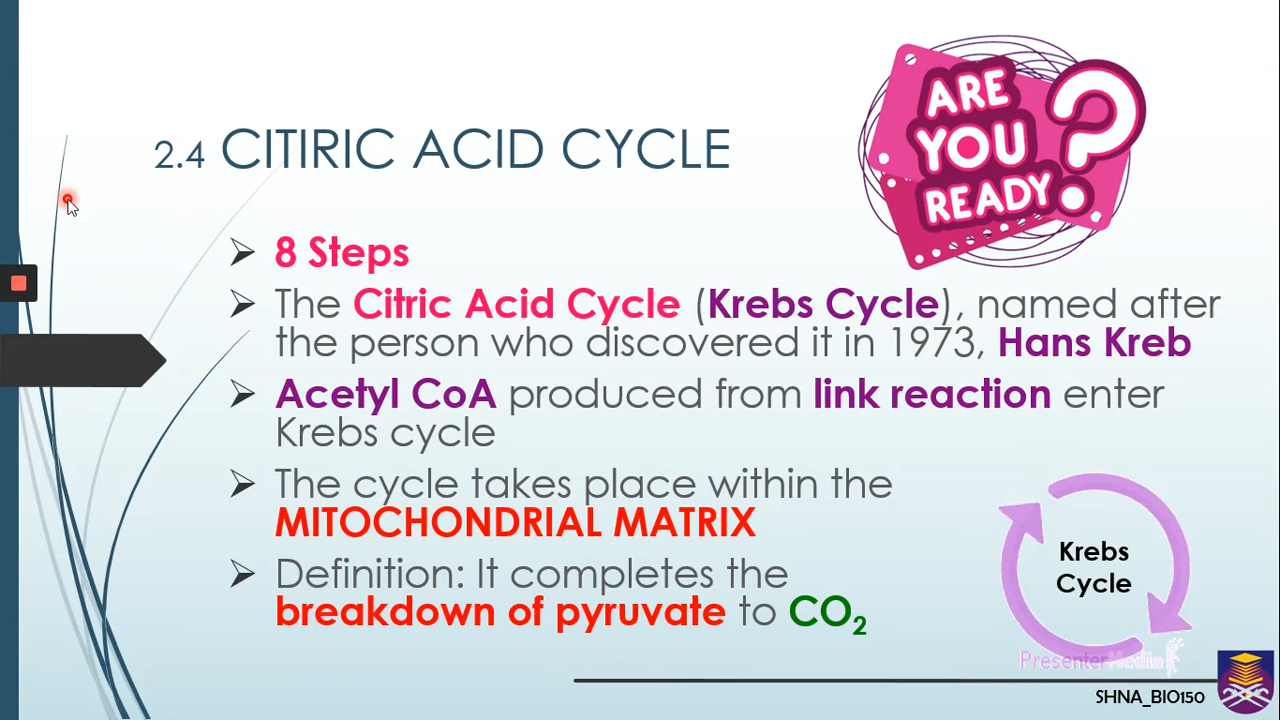 ARE
YOU
READY?
2.4 CITIRIC ACID CYCLE
8 Steps
The Citric Acid Cycle (Krebs Cycle), named after
the person who discovered it in 1973, Hans Kreb
Acetyl CoA produced from link reaction enter
Krebs cycle
The cycle takes place within the
MITOCHONDRIAL MATRIX
Definition: It completes the
breakdown of pyruvate to CO₂
Krebs
Cycle
PresenterMedia
SHNA_BIO150